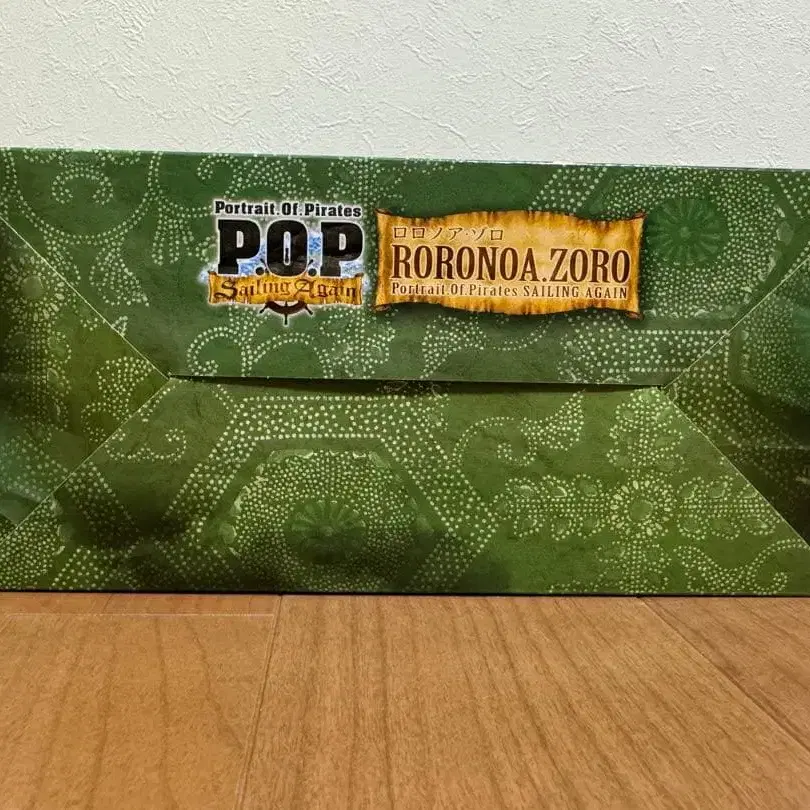 Portrait.Of.Pirates
P.O.P
Sailing Again
ロロノア・ゾロ
RORONOA.ZORO
Portrait.Of.Pirates SAILING AGAIN